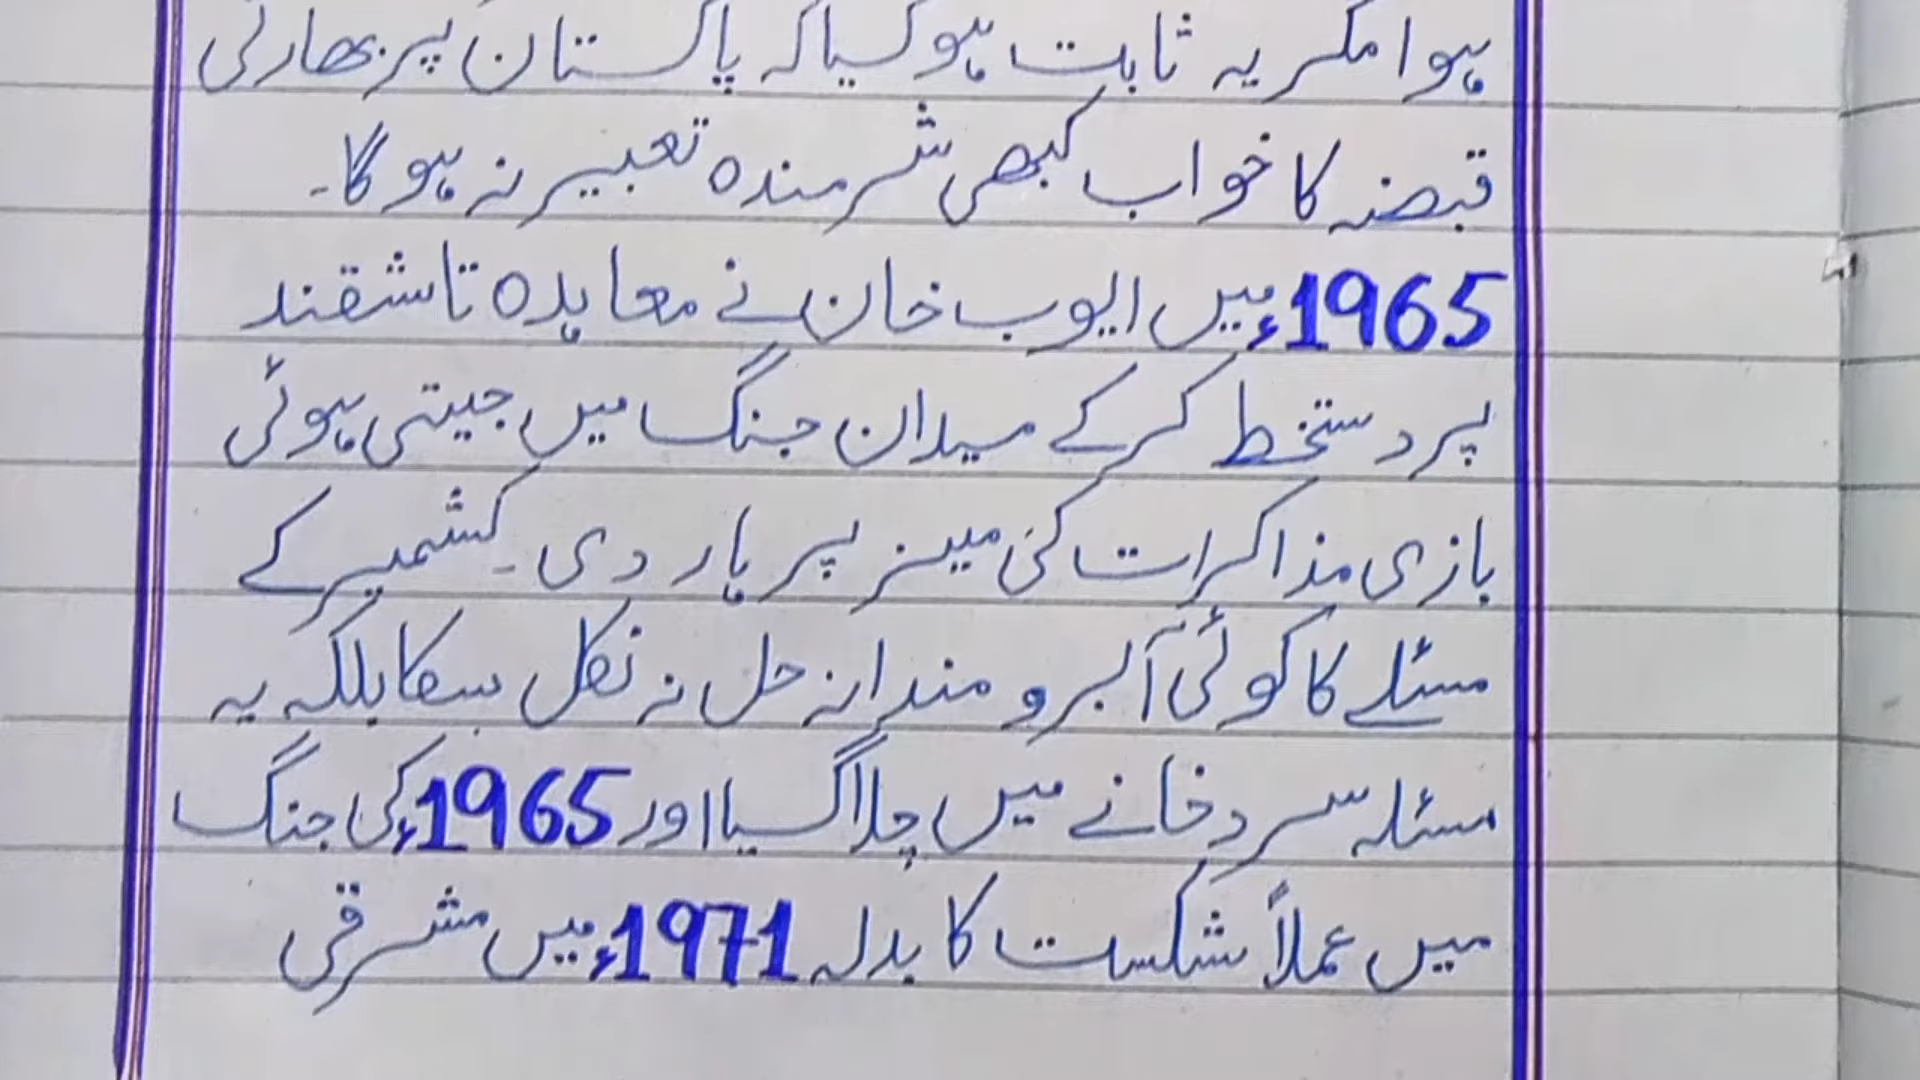 ہوا مگر یہ ثابت ہو گیا کہ پاکستان پر بھارتی
قبضہ کا خواب کبھی شرمندہ تعبیر نہ ہو گا۔
1965ء میں ایوب خان نے معاہدہ تاشقند
پر دستخط کر کے میدان جنگ میں جیتی ہوئی
بازی مذاکرات کی میز پر ہار دی۔ کشمیر کے
مسئلے کا کوئی آبرو مندانہ حل نہ نکل سکا بلکہ یہ
مسئلہ سرد خانے میں چلا گیا اور 1965ء کی جنگ
میں عملاً شکست کا بدلہ 1971ء میں مشرقی